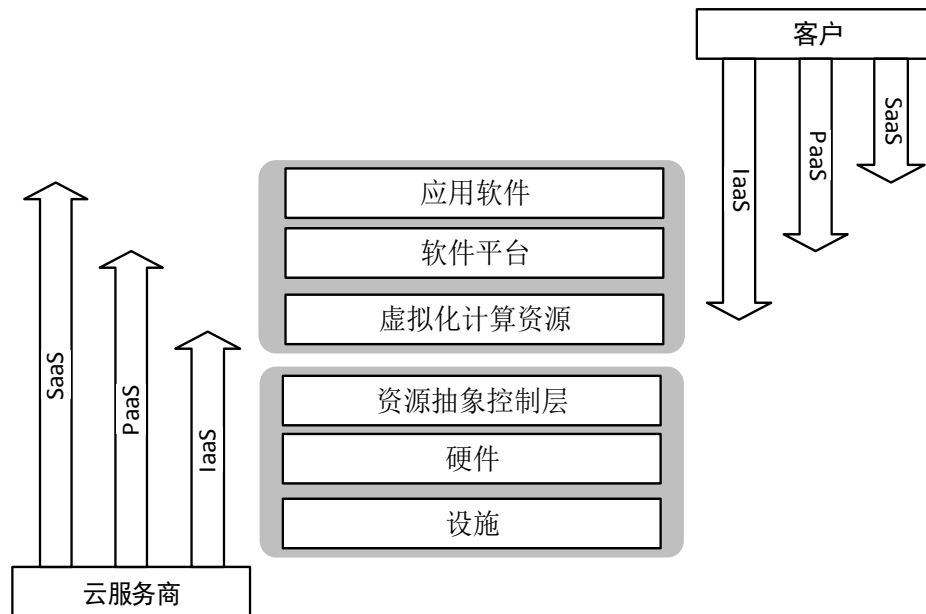 客户
SaaS
PaaS
IaaS
应用软件
软件平台
虚拟化计算资源
SaaS
PaaS
IaaS
资源抽象控制层
硬件
设施
云服务商